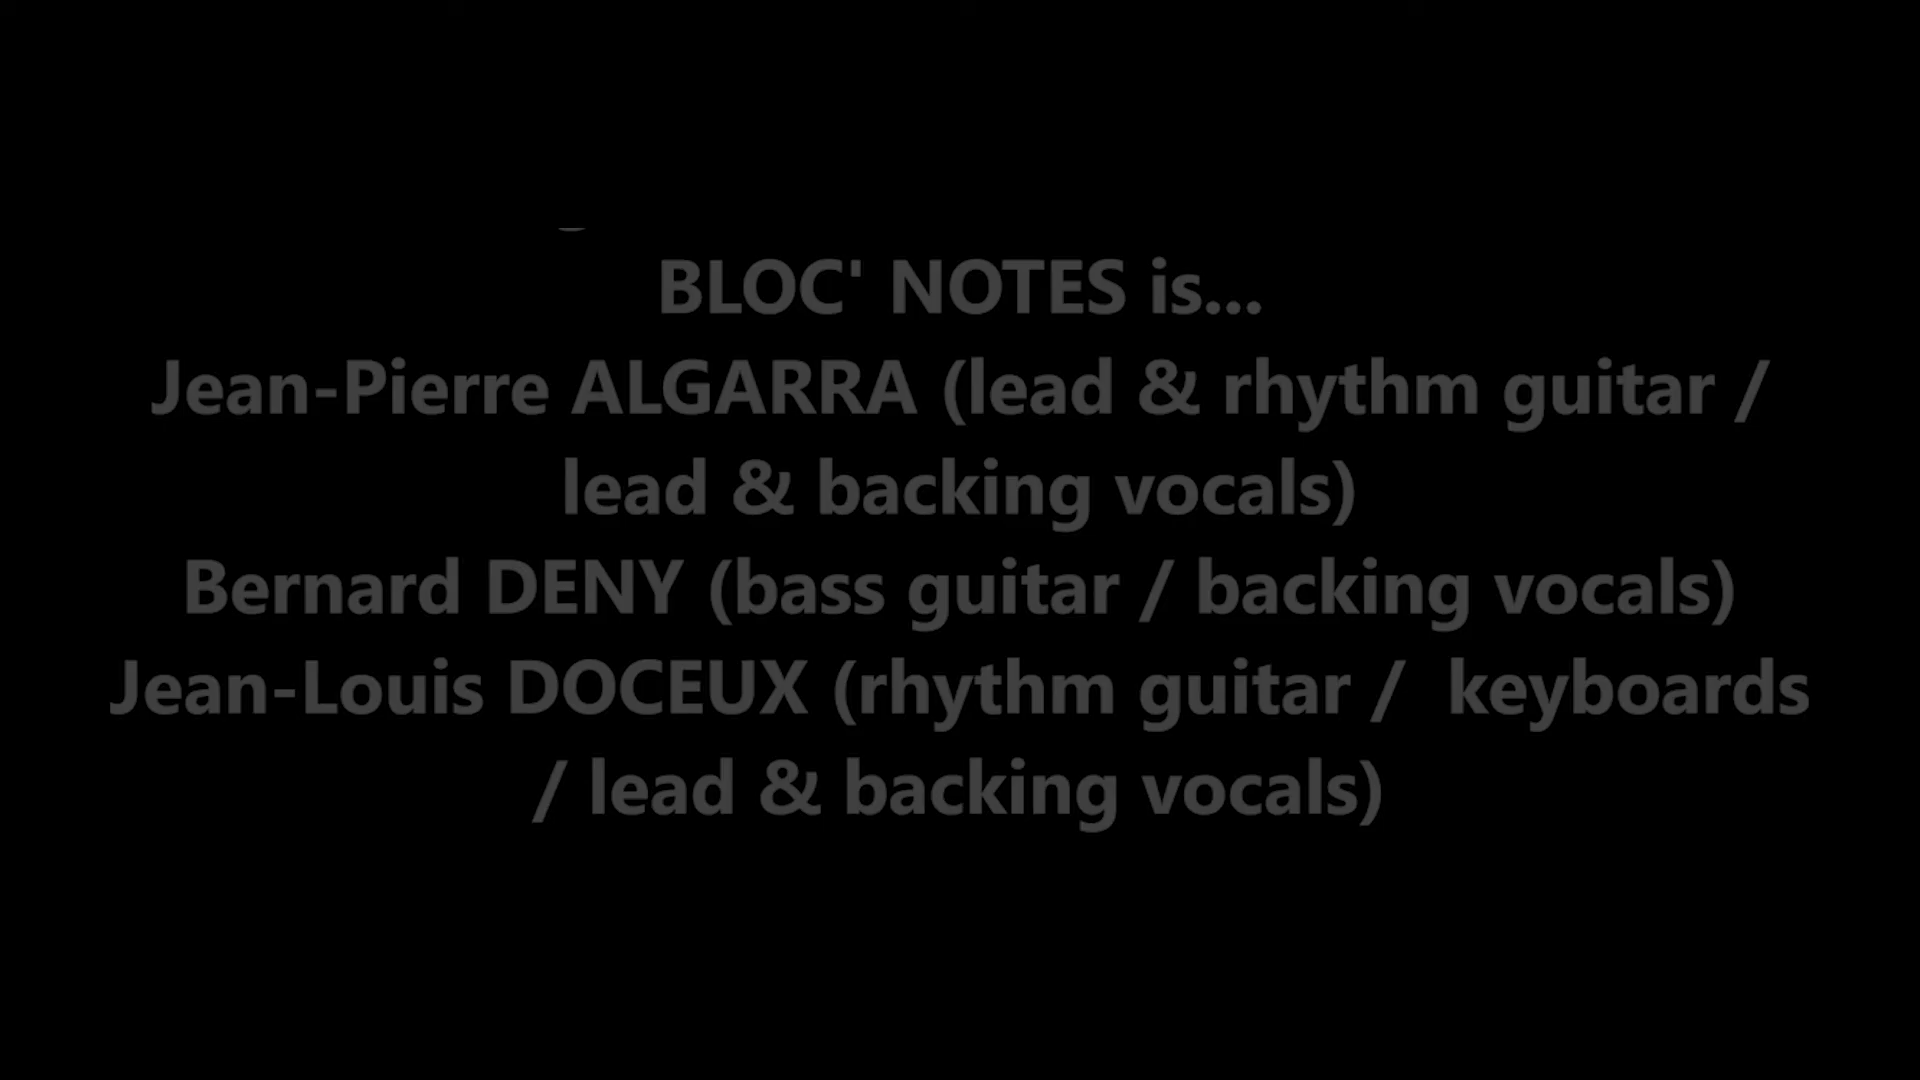 BLOC' NOTES is...
Jean-Pierre ALGARRA (lead & rhythm guitar /
lead & backing vocals)
Bernard DENY (bass guitar / backing vocals)
Jean-Louis DOCEUX (rhythm guitar /  keyboards
/ lead & backing vocals)